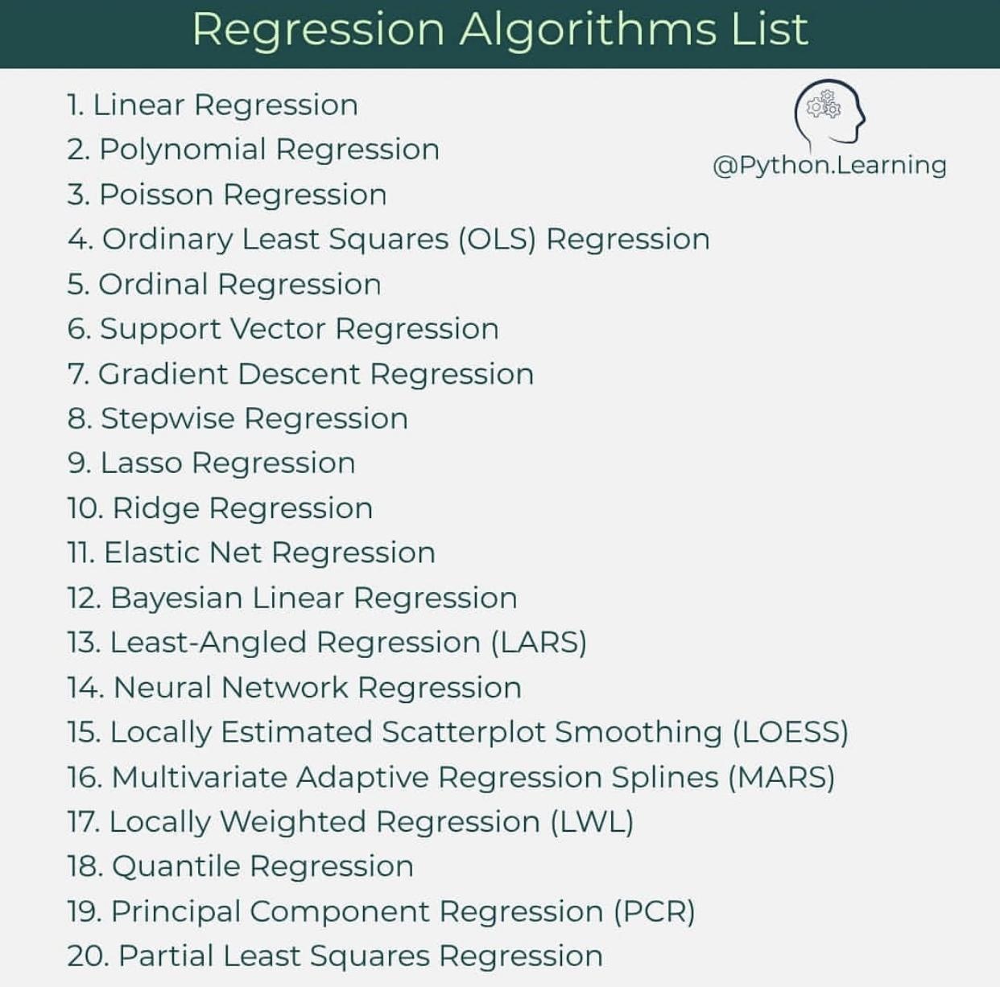 Regression Algorithms List
1. Linear Regression
@Python.Learning
2. Polynomial Regression
3. Poisson Regression
4. Ordinary Least Squares (OLS) Regression
5. Ordinal Regression
6. Support Vector Regression
7. Gradient Descent Regression
8. Stepwise Regression
9. Lasso Regression
10. Ridge Regression
11. Elastic Net Regression
12. Bayesian Linear Regression
13. Least-Angled Regression (LARS)
14. Neural Network Regression
15. Locally Estimated Scatterplot Smoothing (LOESS)
16. Multivariate Adaptive Regression Splines (MARS)
17. Locally Weighted Regression (LWL)
18. Quantile Regression
19. Principal Component Regression (PCR)
20. Partial Least Squares Regression